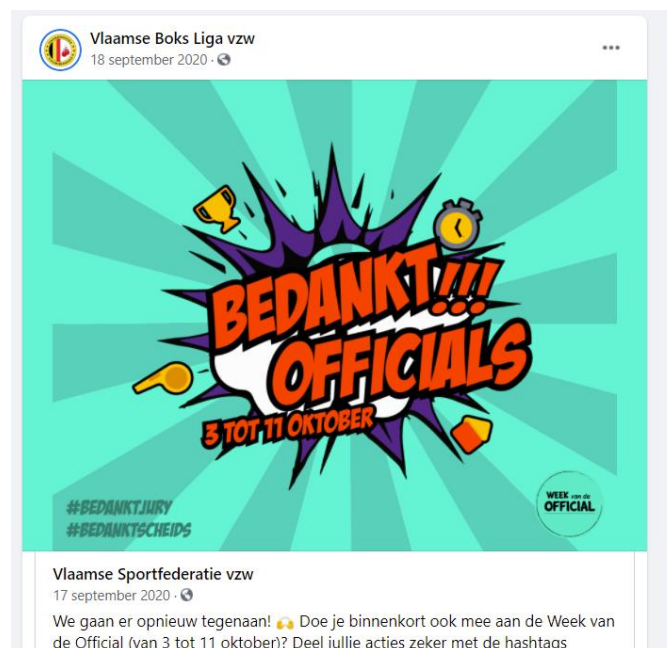 Vlaamse Boks Liga vzw
18 september 2020 ·
BEDANKT!!!
OFFICIALS
3 TOT 11 OKTOBER
#BEDANKTJURY
#BEDANKTSCHEIDS
WEEK van de
OFFICIAL
Vlaamse Sportfederatie vzw
17 september 2020 ·
We gaan er opnieuw tegenaan! 🙌 Doe je binnenkort ook mee aan de Week van
de Official (van 3 tot 11 oktober)? Deel jullie acties zeker met de hashtags